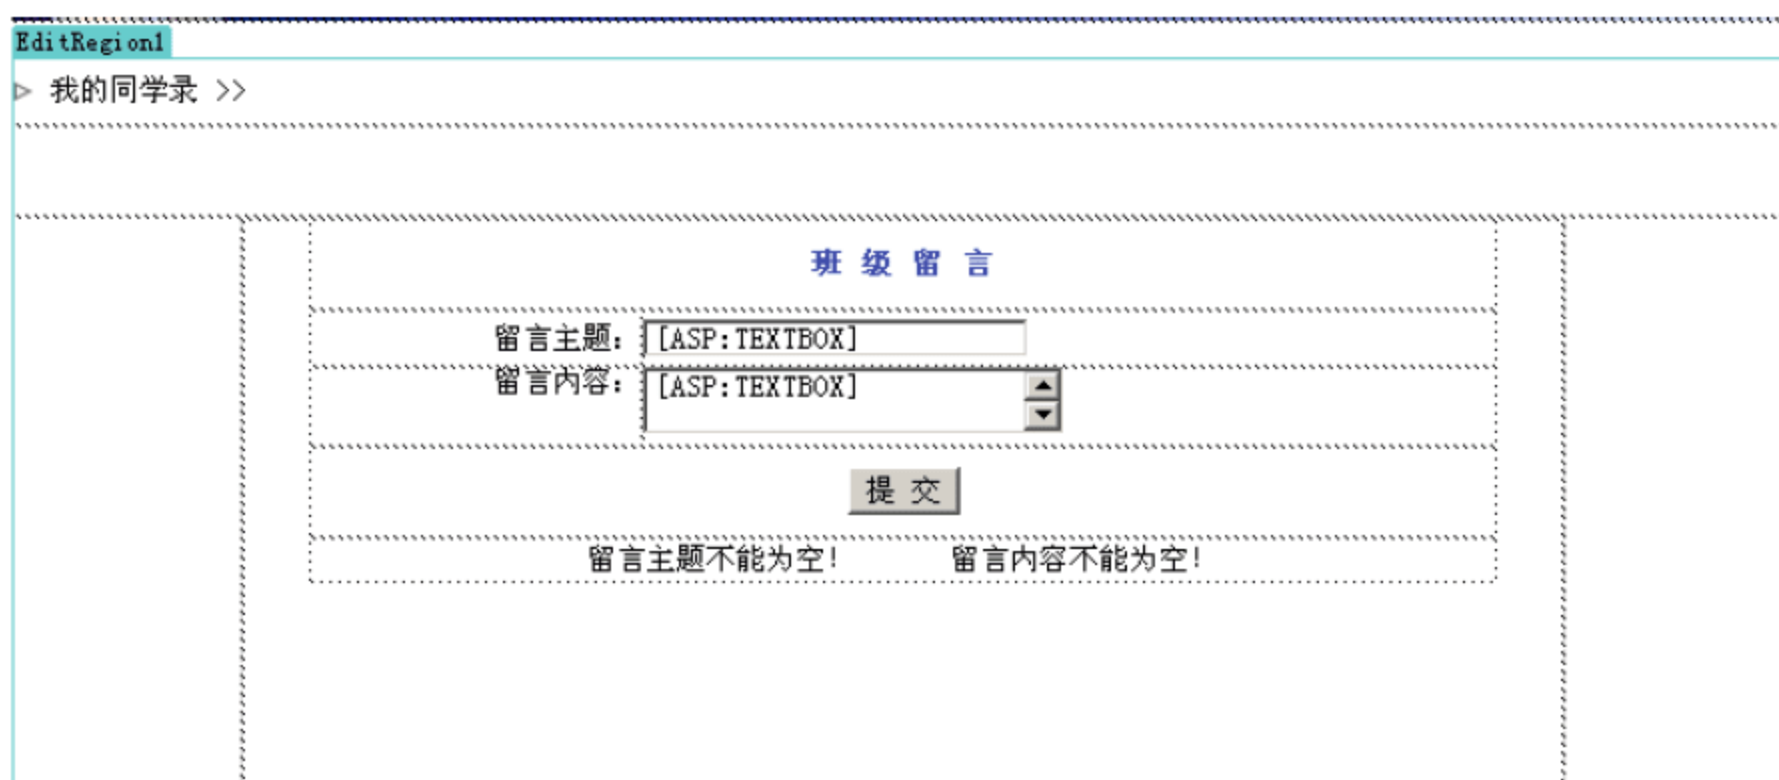 EditRegion1
我的同学录 >>
班 级 留 言
留言主题： [ASP:TEXTBOX]
留言内容： [ASP:TEXTBOX]
提 交
留言主题不能为空！ 留言内容不能为空！